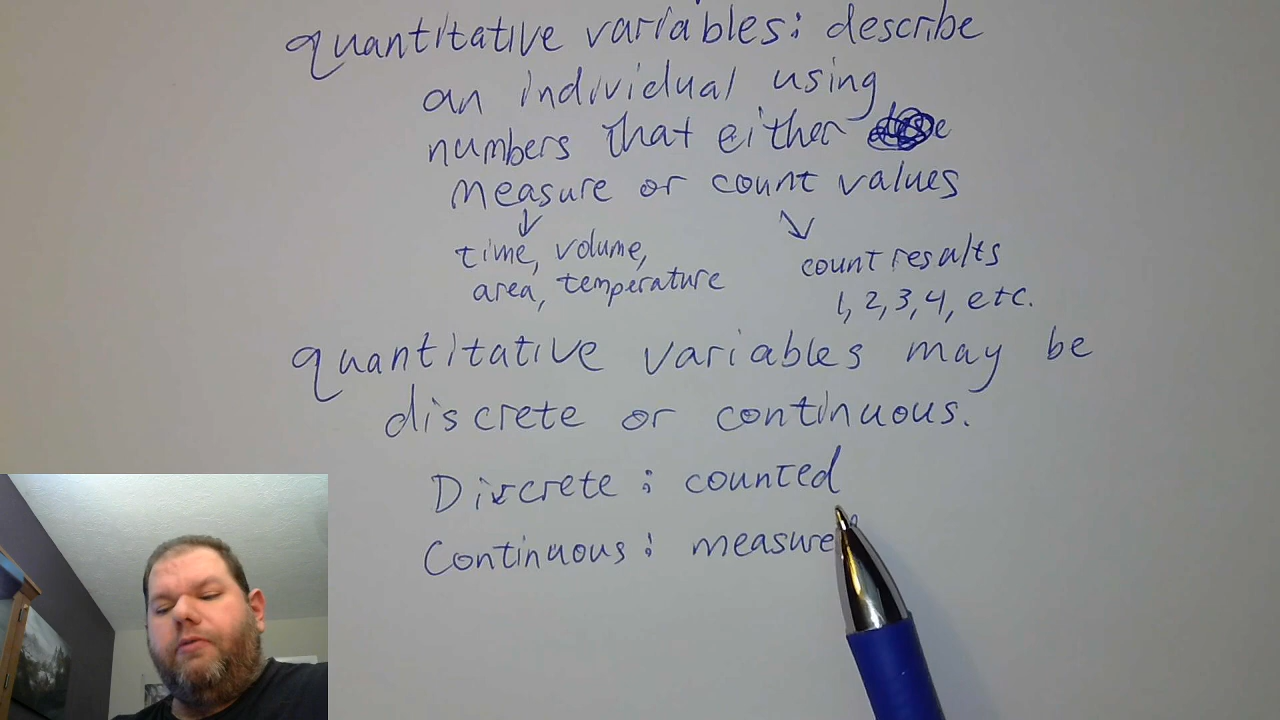 quantitative variables: describe
an individual using
numbers that either
measure or count values
time, volume,
area, temperature
count results
1, 2, 3, 4, etc.
quantitative variables may be
discrete or continuous.
Discrete: counted
Continuous: measure